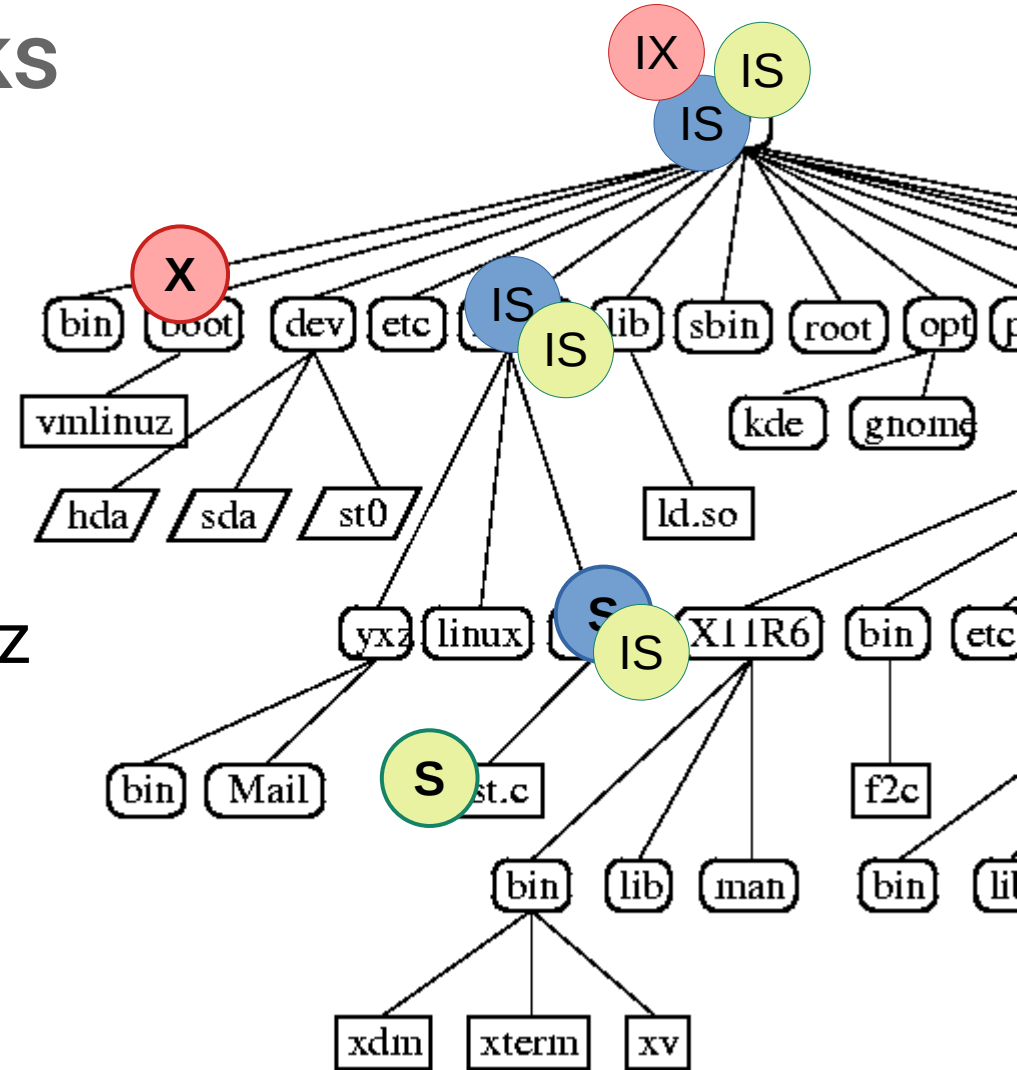 KS
IX
IS
IS
X
IS
IS
bin
boot
dev
etc
lib
sbin
root
opt
p
vmlinuz
kde
gnome
hda
sda
st0
ld.so
z
S
IS
yxz
linux
X11R6
bin
etc
S
st.c
bin
Mail
f2c
bin
lib
man
bin
lib
xdm
xterm
xv